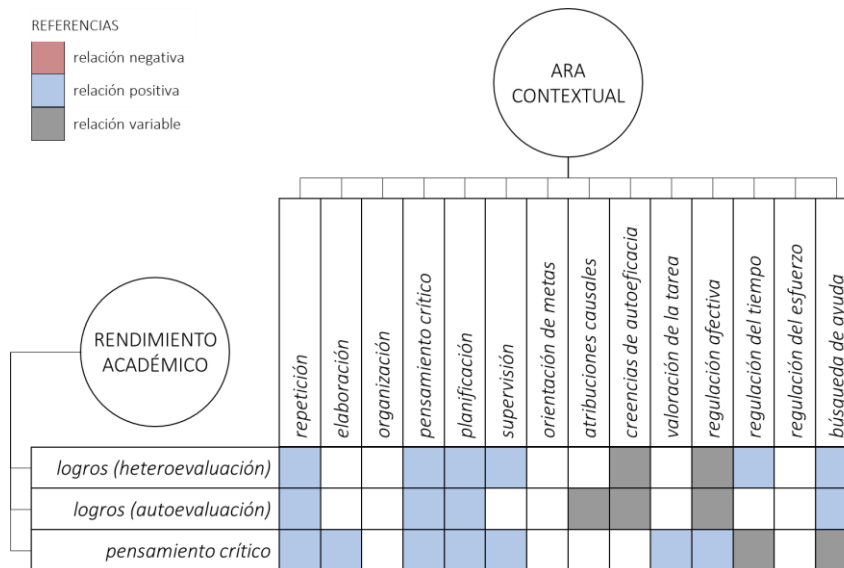 REFERENCIAS
relación negativa
relación positiva
relación variable
ARA
CONTEXTUAL
RENDIMIENTO
ACADÉMICO
repetición
elaboración
organización
pensamiento crítico
planificación
supervisión
orientación de metas
atribuciones causales
creencias de autoeficacia
valoración de la tarea
regulación afectiva
regulación del tiempo
regulación del esfuerzo
búsqueda de ayuda
logros (heteroevaluación)
logros (autoevaluación)
pensamiento crítico